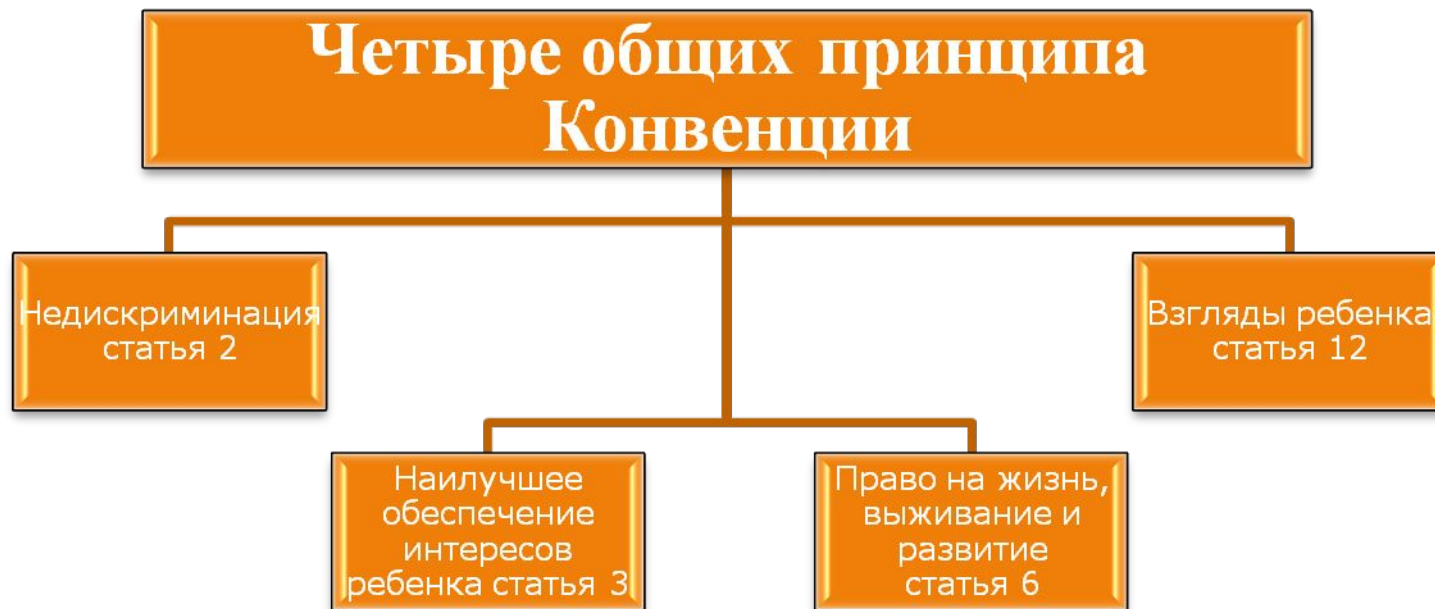 Четыре общих принципа
Конвенции
Недискриминация
статья 2
Взгляды ребенка
статья 12
Наилучшее
обеспечение
интересов
ребенка статья 3
Право на жизнь,
выживание и
развитие
статья 6